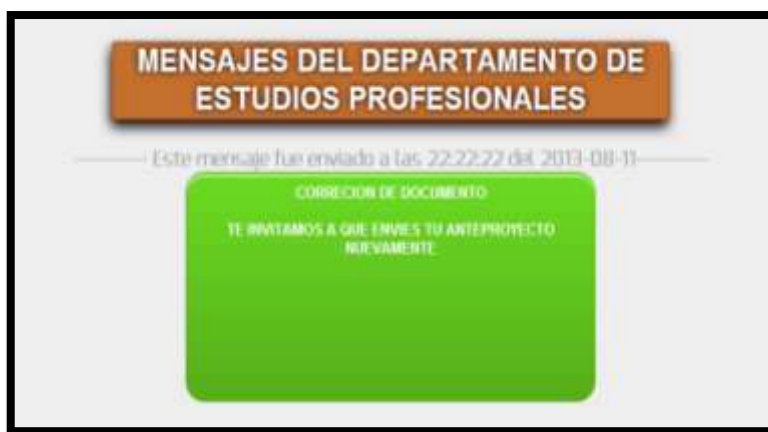 MENSAJES DEL DEPARTAMENTO DE
ESTUDIOS PROFESIONALES
Este mensaje fue enviado a las 22:22:22 del 2013-08-11
CORRECION DE DOCUMENTO
TE INVITAMOS A QUE ENVIES TU ANTEPROYECTO
NUEVAMENTE